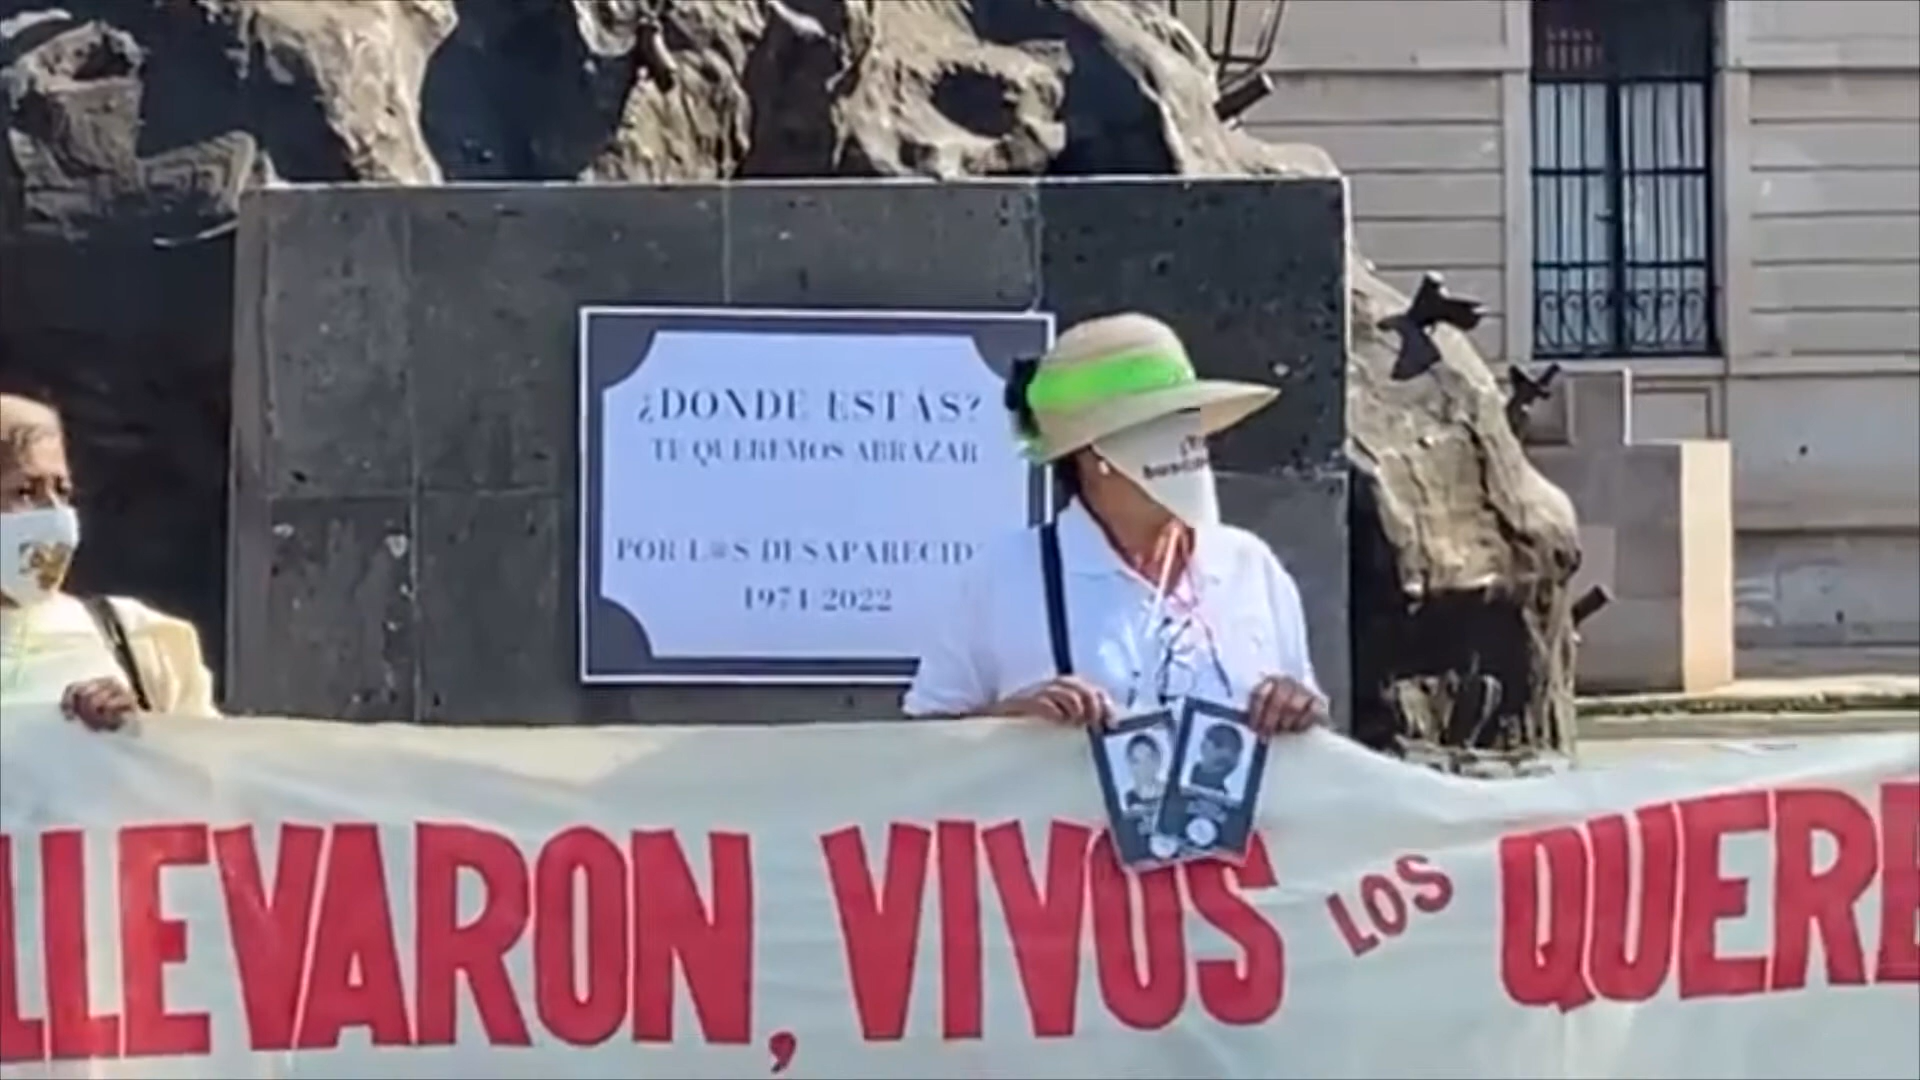 ¿DONDE ESTÁS?
TE QUEREMOS ABRAZAR
POR L@S DESAPARECID
1974-2022
LLEVARON, VIVOS LOS QUERE